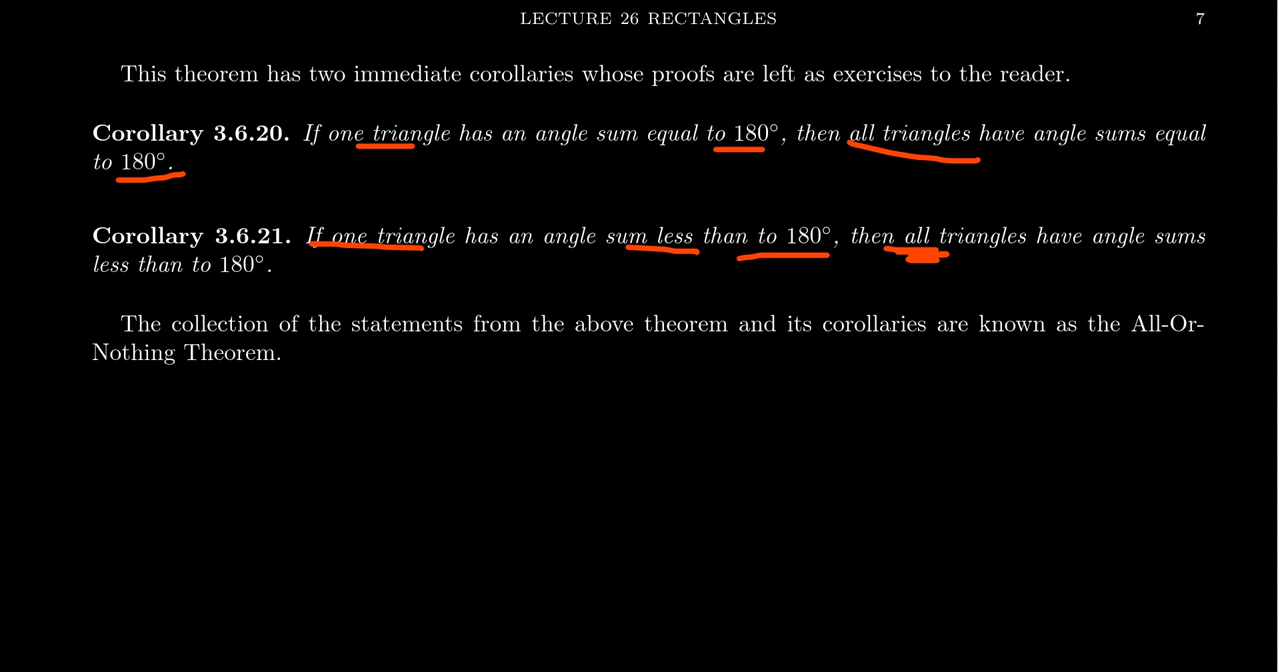 LECTURE 26 RECTANGLES 7
This theorem has two immediate corollaries whose proofs are left as exercises to the reader.
Corollary 3.6.20. If one triangle has an angle sum equal to 180°, then all triangles have angle sums equal
to 180°.
Corollary 3.6.21. If one triangle has an angle sum less than to 180°, then all triangles have angle sums
less than to 180°.
The collection of the statements from the above theorem and its corollaries are known as the All-Or-
Nothing Theorem.